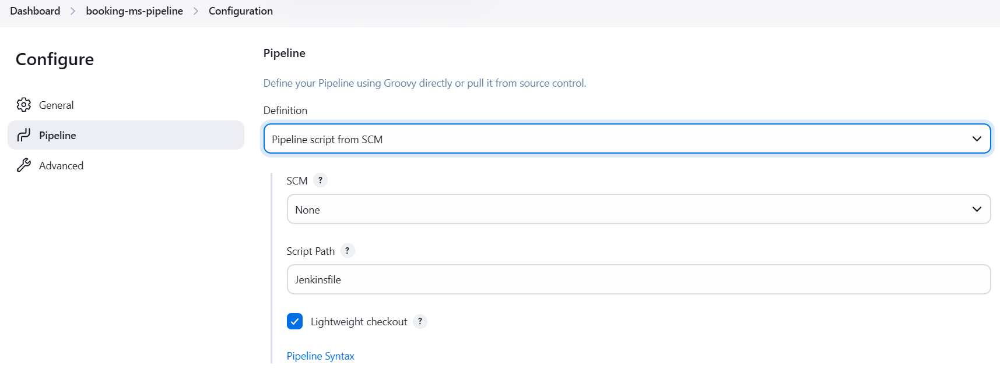 Dashboard > booking-ms-pipeline > Configuration
Configure
General
Pipeline
Advanced
Pipeline
Define your Pipeline using Groovy directly or pull it from source control.
Definition
Pipeline script from SCM
SCM ?
None
Script Path ?
Jenkinsfile
Lightweight checkout ?
Pipeline Syntax